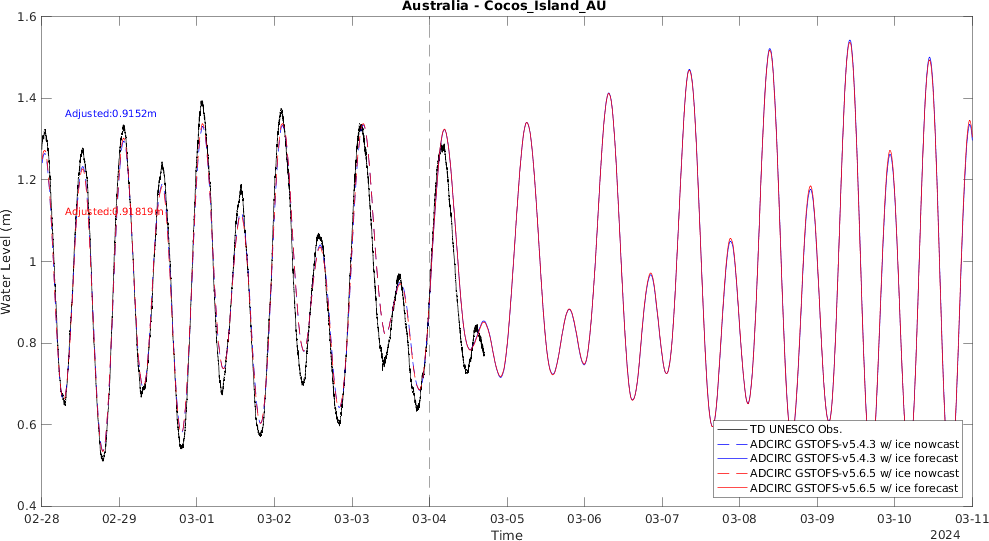 Australia - Cocos_Island_AU
1.6
1.4
1.2
1
0.8
0.6
0.4
Water Level (m)
Adjusted:0.9152m
Adjusted:0.91819m
TD UNESCO Obs.
ADCIRC GSTOFS-v5.4.3 w/ ice nowcast
ADCIRC GSTOFS-v5.4.3 w/ ice forecast
ADCIRC GSTOFS-v5.6.5 w/ ice nowcast
ADCIRC GSTOFS-v5.6.5 w/ ice forecast
02-28 02-29 03-01 03-02 03-03 03-04 03-05 03-06 03-07 03-08 03-09 03-10 03-11
Time
2024